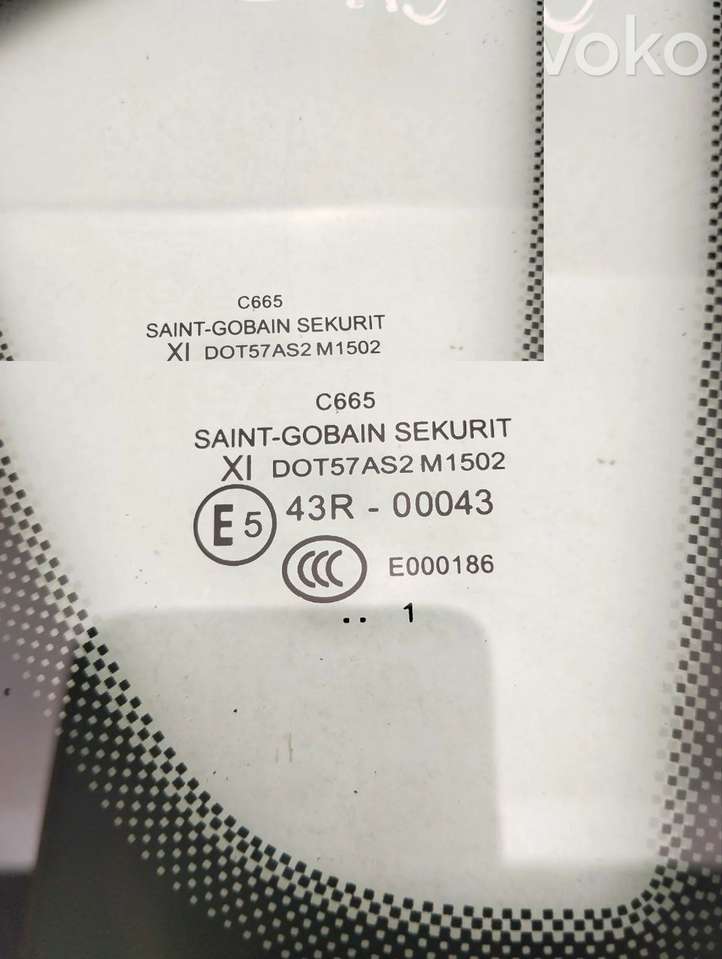 voko
C665
SAINT-GOBAIN SEKURIT
XI DOT57AS2 M1502
C665
SAINT-GOBAIN SEKURIT
XI DOT57AS2 M1502
E5 43R - 00043
CCC E000186
.. 1